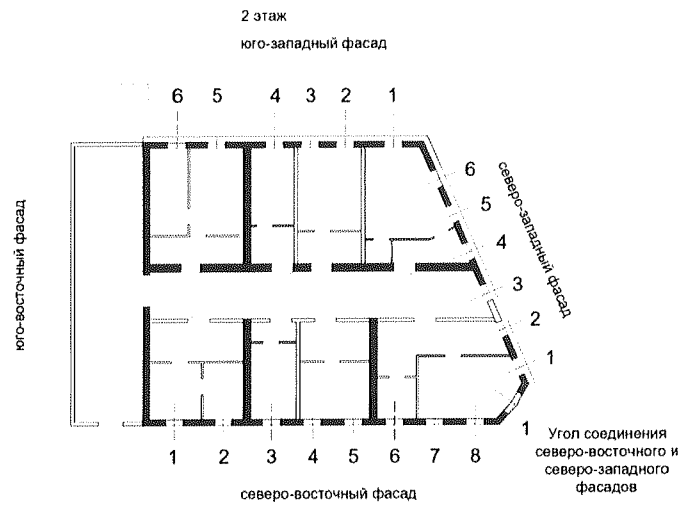 2 этаж
юго-западный фасад
6 5 4 3 2 1
юго-восточный фасад
северо-западный фасад
6
5
4
3
2
1
1 2 3 4 5 6 7 8
северо-восточный фасад
1
Угол соединения
северо-восточного и
северо-западного
фасадов